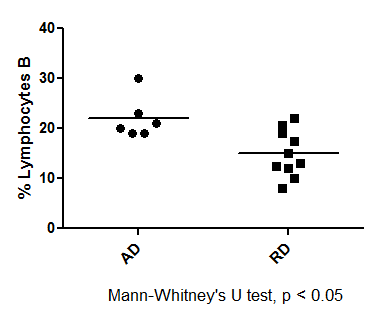 % Lymphocytes B
40
30
20
10
0
AD
RD
Mann-Whitney's U test, p < 0.05